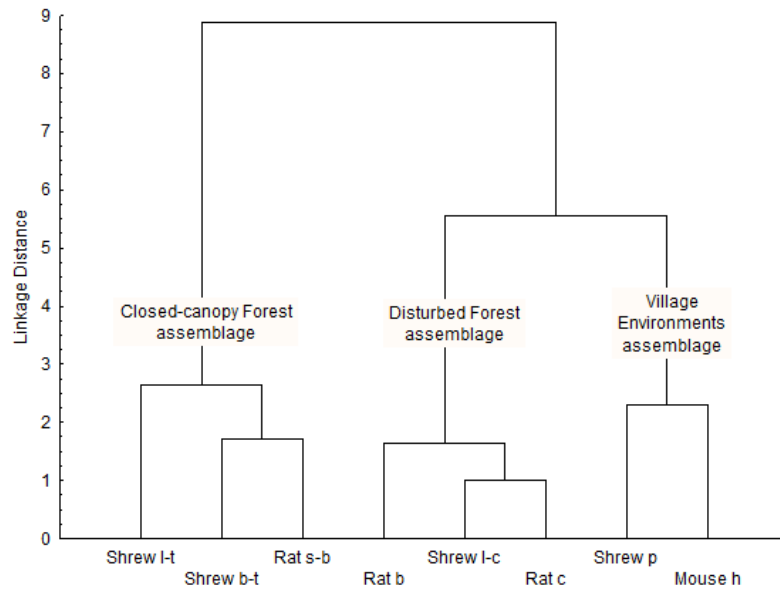 9
8
7
6
5
4
3
2
1
0
Linkage Distance
Closed-canopy Forest
assemblage
Disturbed Forest
assemblage
Village
Environments
assemblage
Shrew l-t
Shrew b-t
Rat s-b
Rat b
Shrew l-c
Rat c
Shrew p
Mouse h